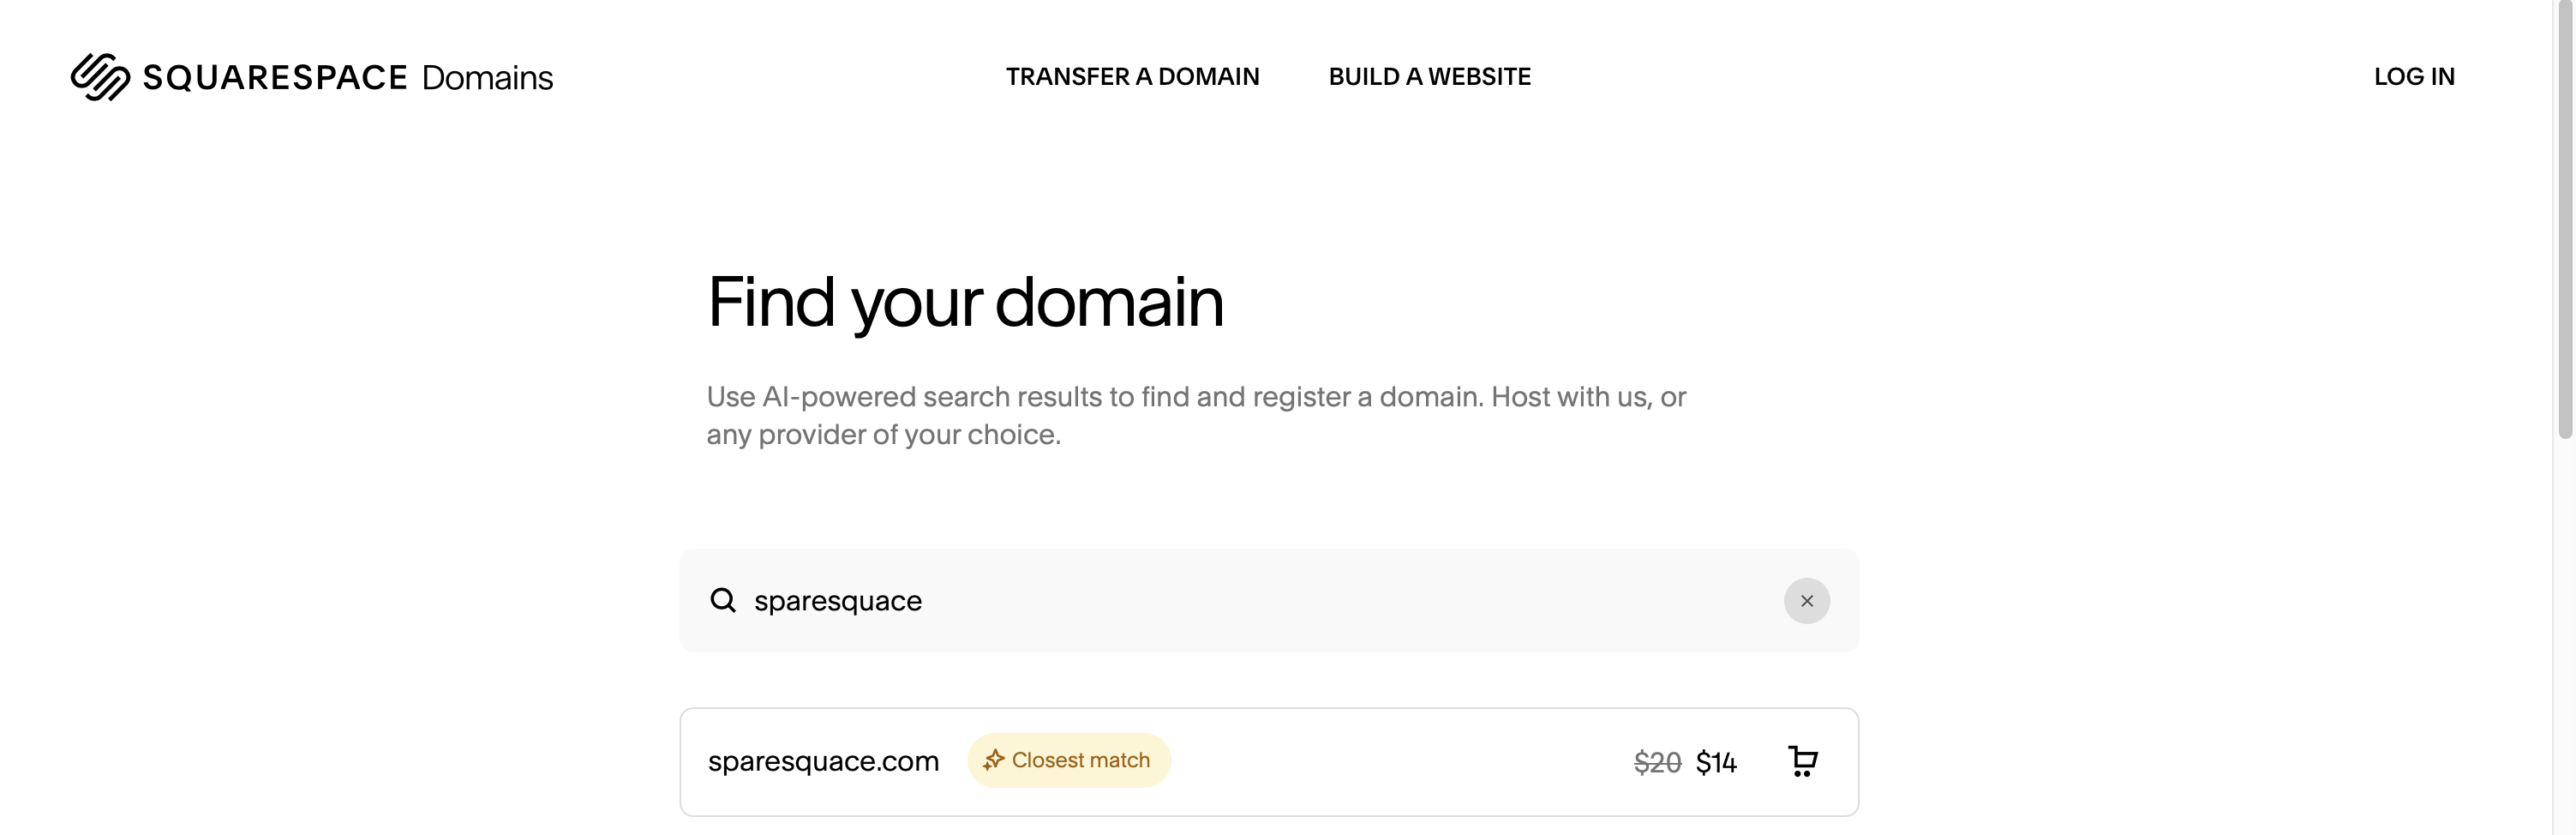 SQUARESPACE Domains
TRANSFER A DOMAIN
BUILD A WEBSITE
LOG IN
Find your domain
Use AI-powered search results to find and register a domain. Host with us, or
any provider of your choice.
sparesquace
sparesquace.com
Closest match
$20 $14